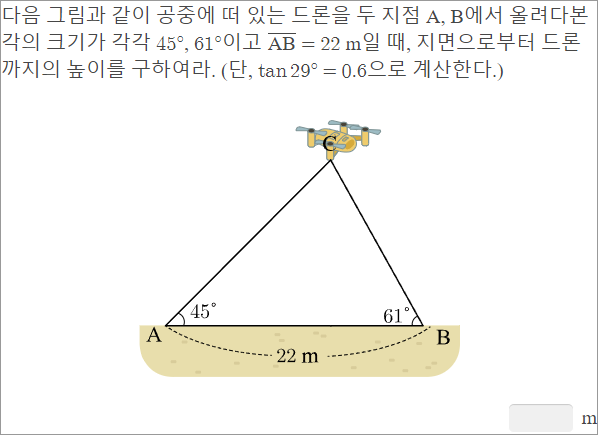 다음 그림과 같이 공중에 떠 있는 드론을 두 지점 A, B에서 올려다본
각의 크기가 각각 45°, 61°이고 A̅B̅ = 22 m일 때, 지면으로부터 드론
까지의 높이를 구하여라. (단, tan 29° = 0.6으로 계산한다.)
C
45°
61°
A
B
22 m
m